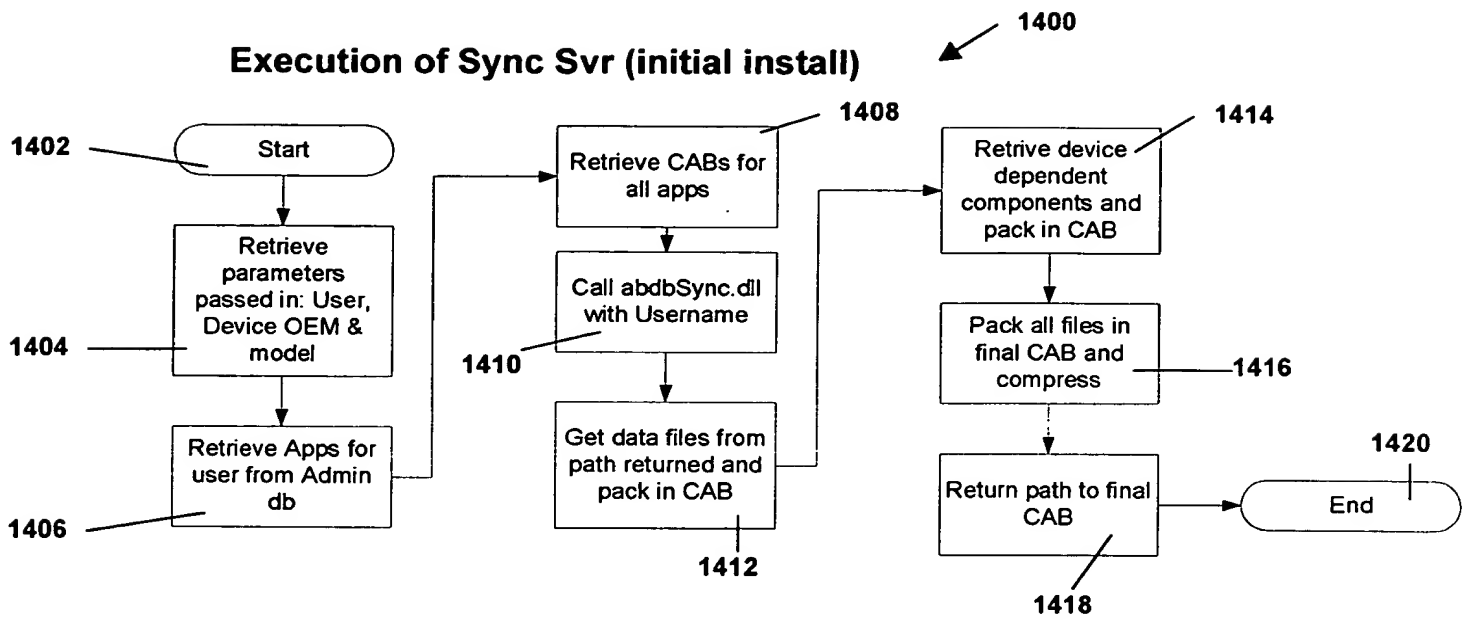 1400
Execution of Sync Svr (initial install)
1402
Start
Retrieve
parameters
passed in: User,
Device OEM &
model
1404
Retrieve Apps for
user from Admin
db
1406
1408
Retrieve CABs for
all apps
Call abdbSync.dll
with Username
1410
Get data files from
path returned and
pack in CAB
1412
1414
Retrive device
dependent
components and
pack in CAB
Pack all files in
final CAB and
compress
1416
Return path to final
CAB
1418
1420
End